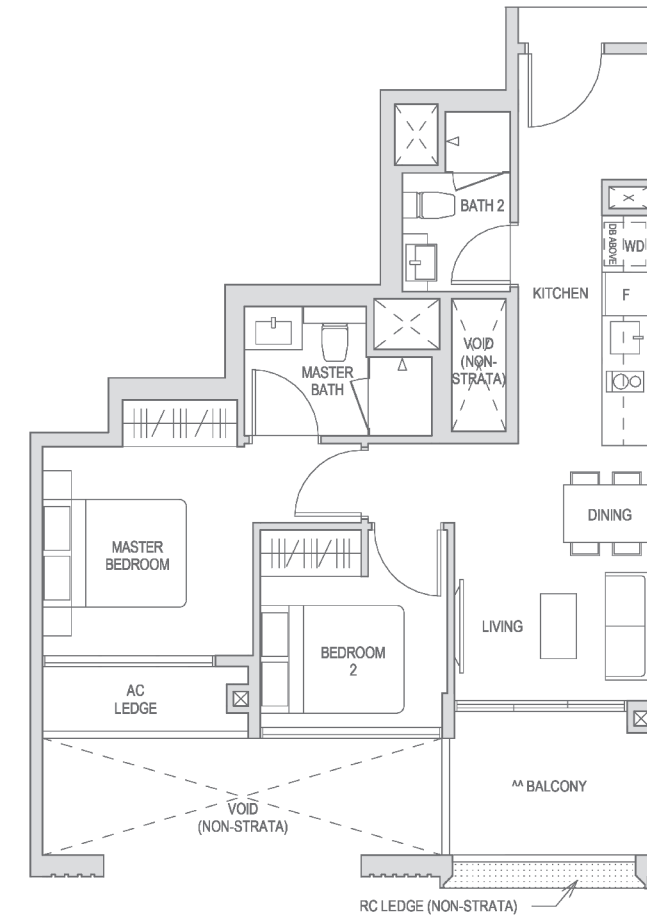 BATH 2
DB ABOVE
WD
KITCHEN
F
VOID
(NON-
STRATA)
MASTER
BATH
DINING
MASTER
BEDROOM
LIVING
BEDROOM
2
AC
LEDGE
^^ BALCONY
VOID
(NON-STRATA)
RC LEDGE (NON-STRATA)